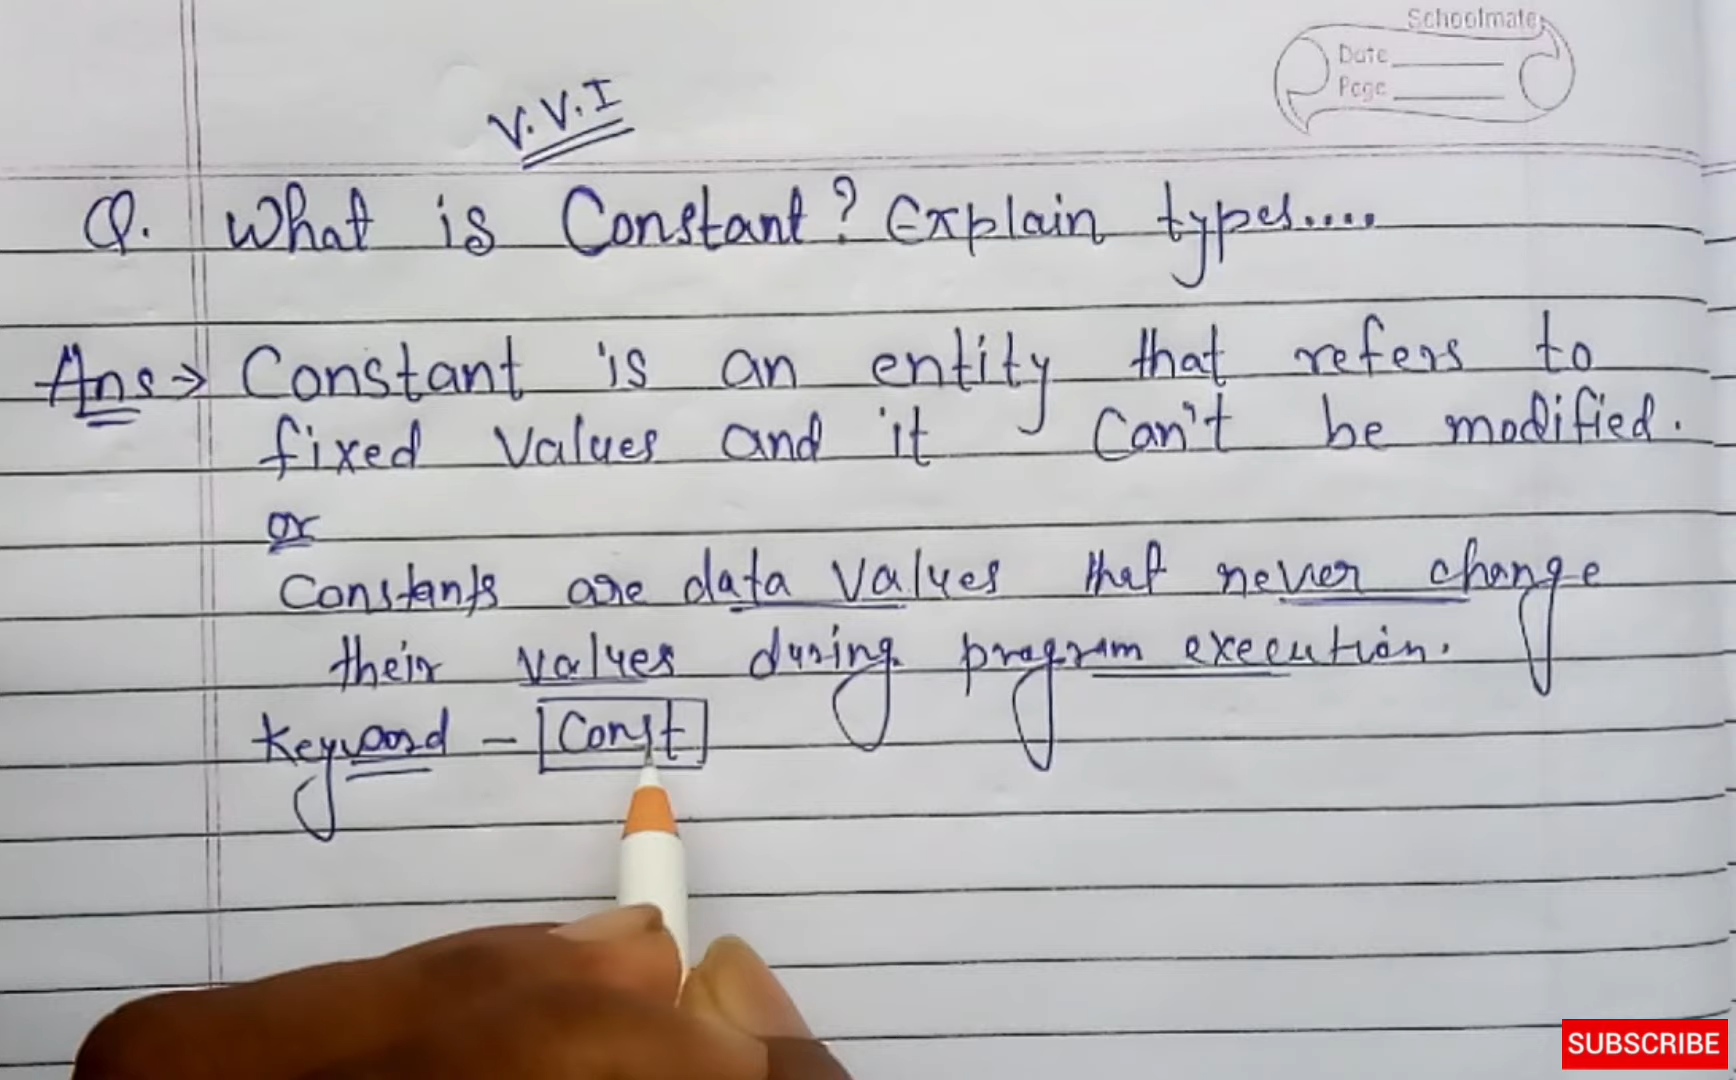 Schoolmate
Date
Page
V.V.I
Q. What is Constant? Explain types....
Ans → Constant is an entity that refers to
fixed values and it can't be modified.
or
Constants are data values that never change
their values during program execution.
Keyword - Const
SUBSCRIBE